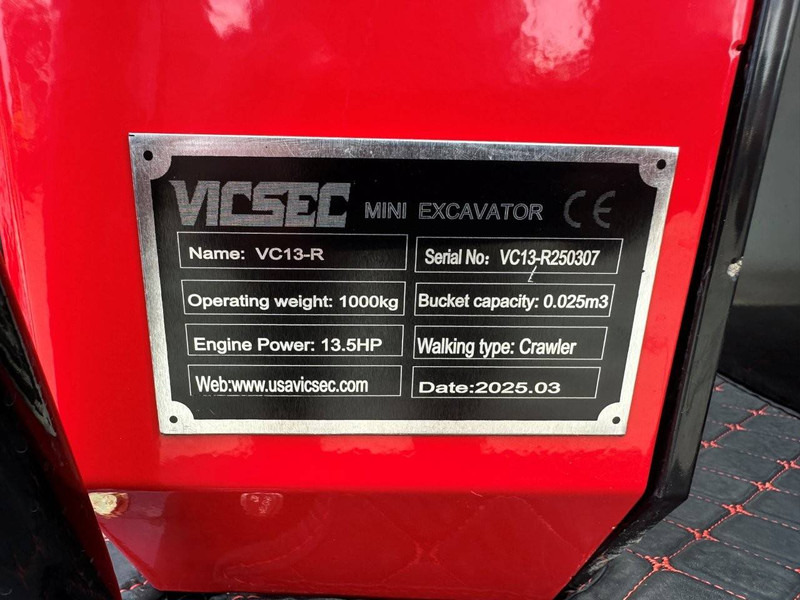 VICSEC MINI EXCAVATOR CE
Name: VC13-R
Serial No: VC13-R250307
Operating weight: 1000kg
Bucket capacity: 0.025m3
Engine Power: 13.5HP
Walking type: Crawler
Web:www.usavicsec.com
Date:2025.03